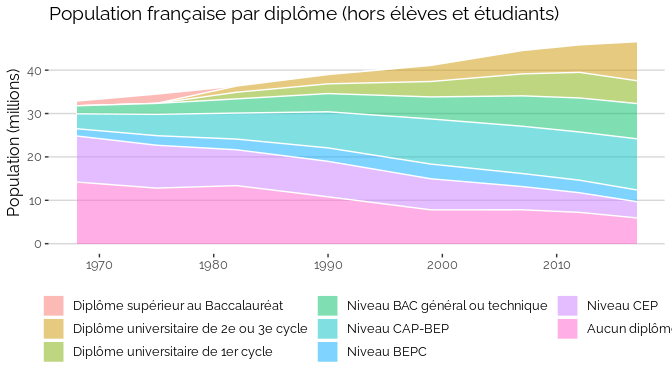 Population française par diplôme (hors élèves et étudiants)
Population (millions)
40
30
20
10
0
1970 1980 1990 2000 2010
Diplôme supérieur au Baccalauréat
Diplôme universitaire de 2e ou 3e cycle
Diplôme universitaire de 1er cycle
Niveau BAC général ou technique
Niveau CAP-BEP
Niveau BEPC
Niveau CEP
Aucun diplôm